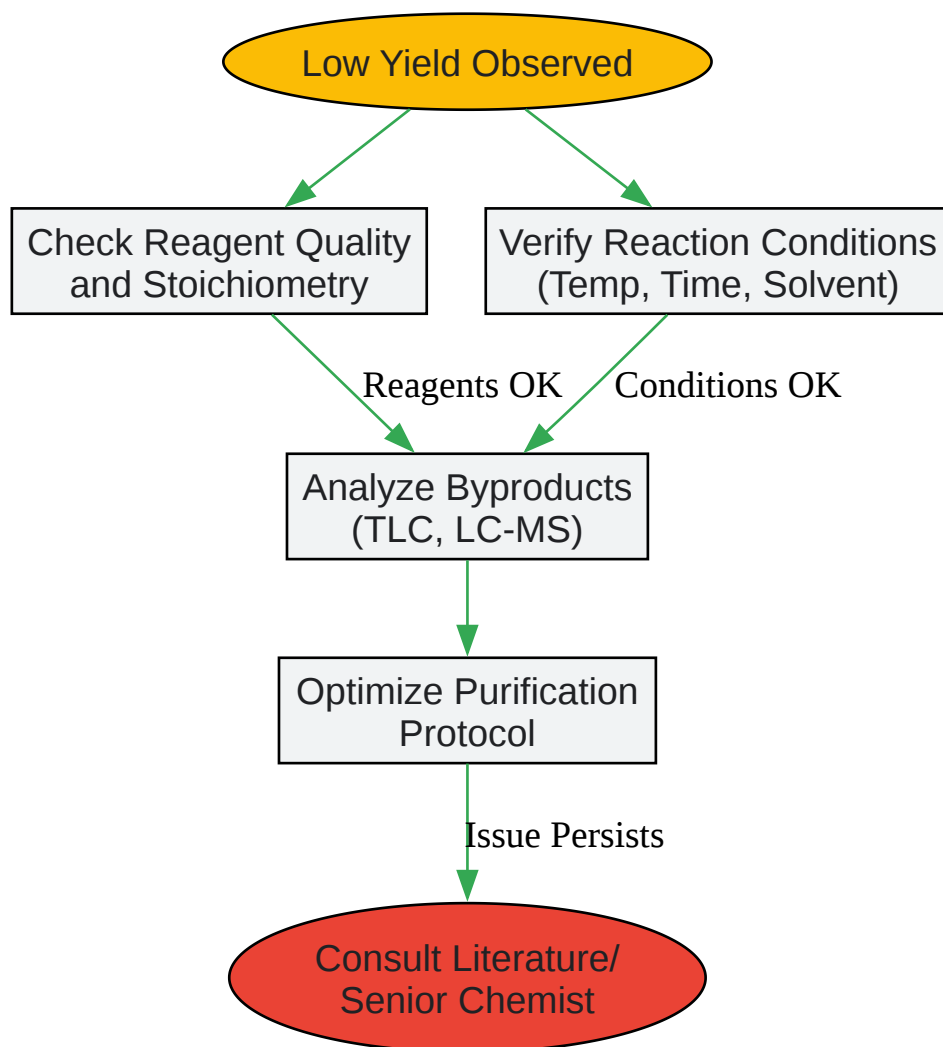 Low Yield Observed
Check Reagent Quality
and Stoichiometry
Verify Reaction Conditions
(Temp, Time, Solvent)
Reagents OK
Conditions OK
Analyze Byproducts
(TLC, LC-MS)
Optimize Purification
Protocol
Issue Persists
Consult Literature/
Senior Chemist